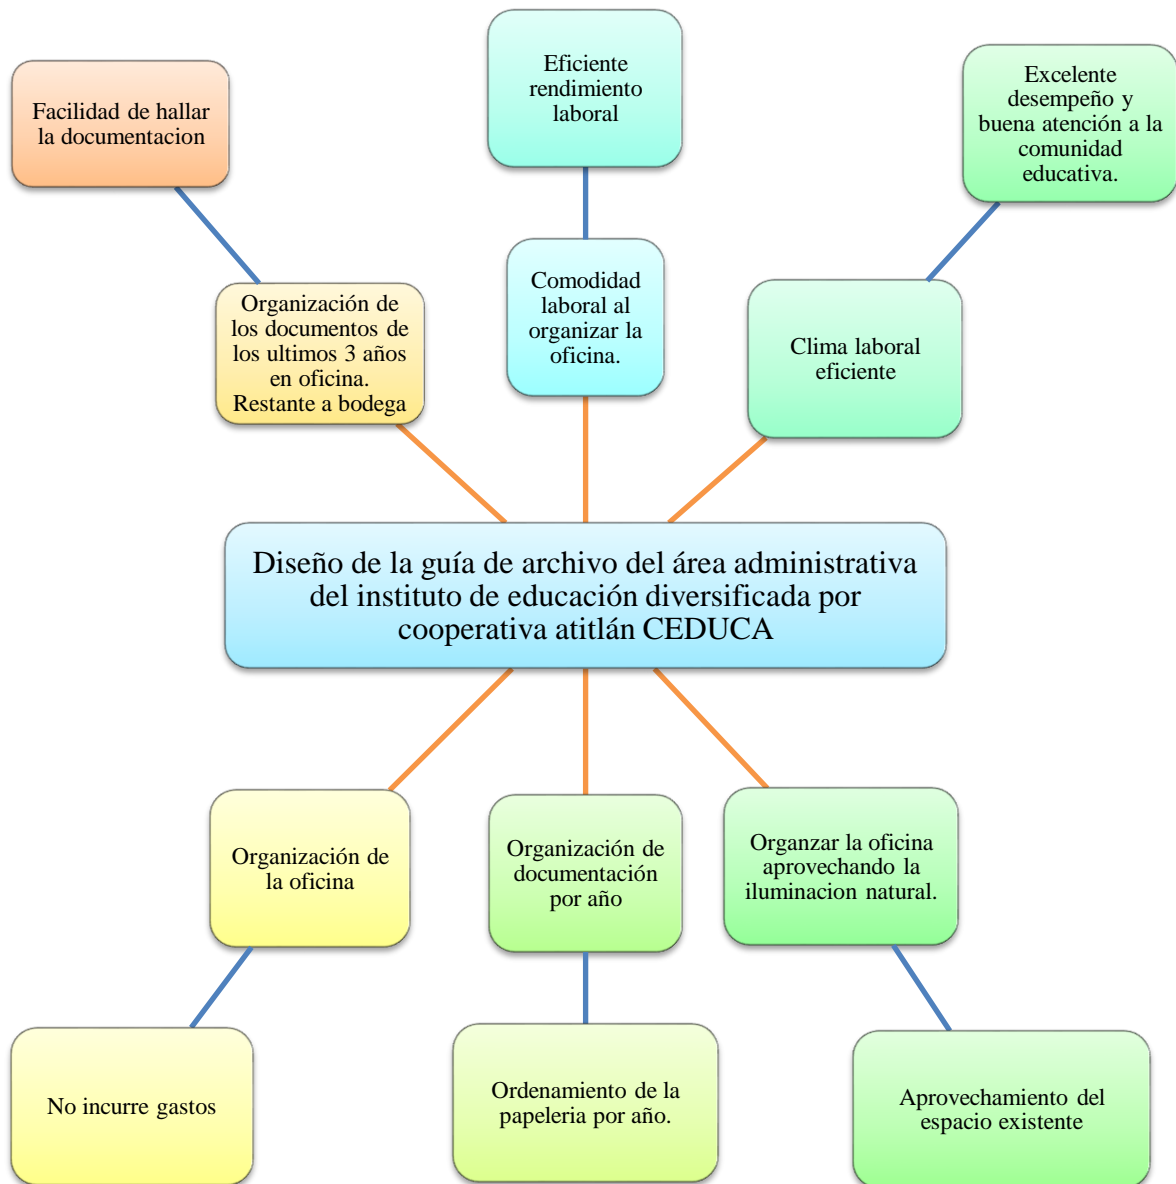 Eficiente
rendimiento
laboral
Excelente
desempeño y
buena atención a la
comunidad
educativa.
Facilidad de hallar
la documentacion
Comodidad
laboral al
organizar la
oficina.
Organización de
los documentos de
los ultimos 3 años
en oficina.
Restante a bodega
Clima laboral
eficiente
Diseño de la guía de archivo del área administrativa
del instituto de educación diversificada por
cooperativa atitlán CEDUCA
Organización de
la oficina
Organización de
documentación
por año
Organzar la oficina
aprovechando la
iluminacion natural.
No incurre gastos
Ordenamiento de la
papeleria por año.
Aprovechamiento del
espacio existente